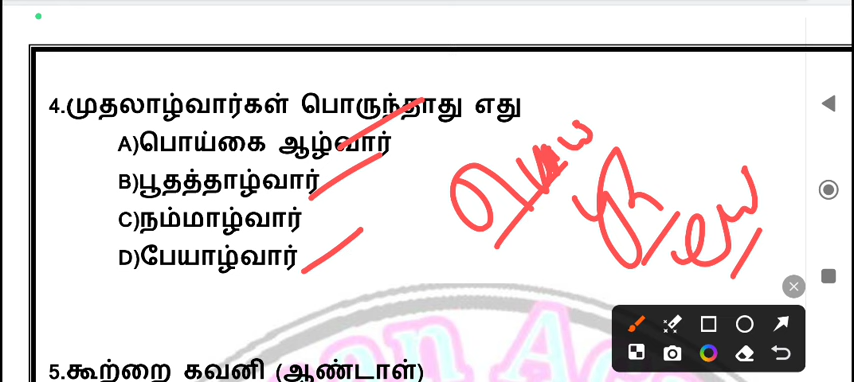 4.முதலாழ்வார்கள் பொருந்தாது எது
A)பொய்கை ஆழ்வார்
B)பூதத்தாழ்வார்
C)நம்மாழ்வார்
D)பேயாழ்வார்
5.கூற்றை கவனி (ஆண்டாள்)